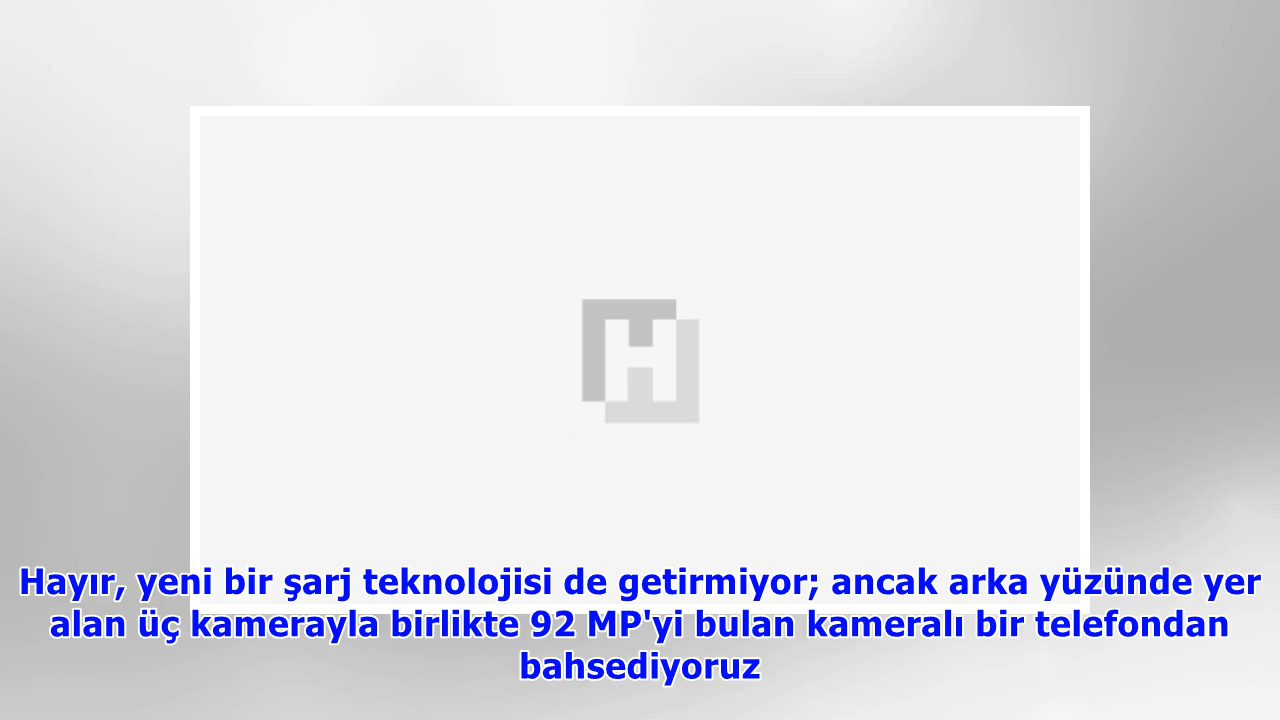 Hayır, yeni bir şarj teknolojisi de getirmiyor; ancak arka yüzünde yer
alan üç kamerayla birlikte 92 MP'yi bulan kameralı bir telefondan
bahsediyoruz